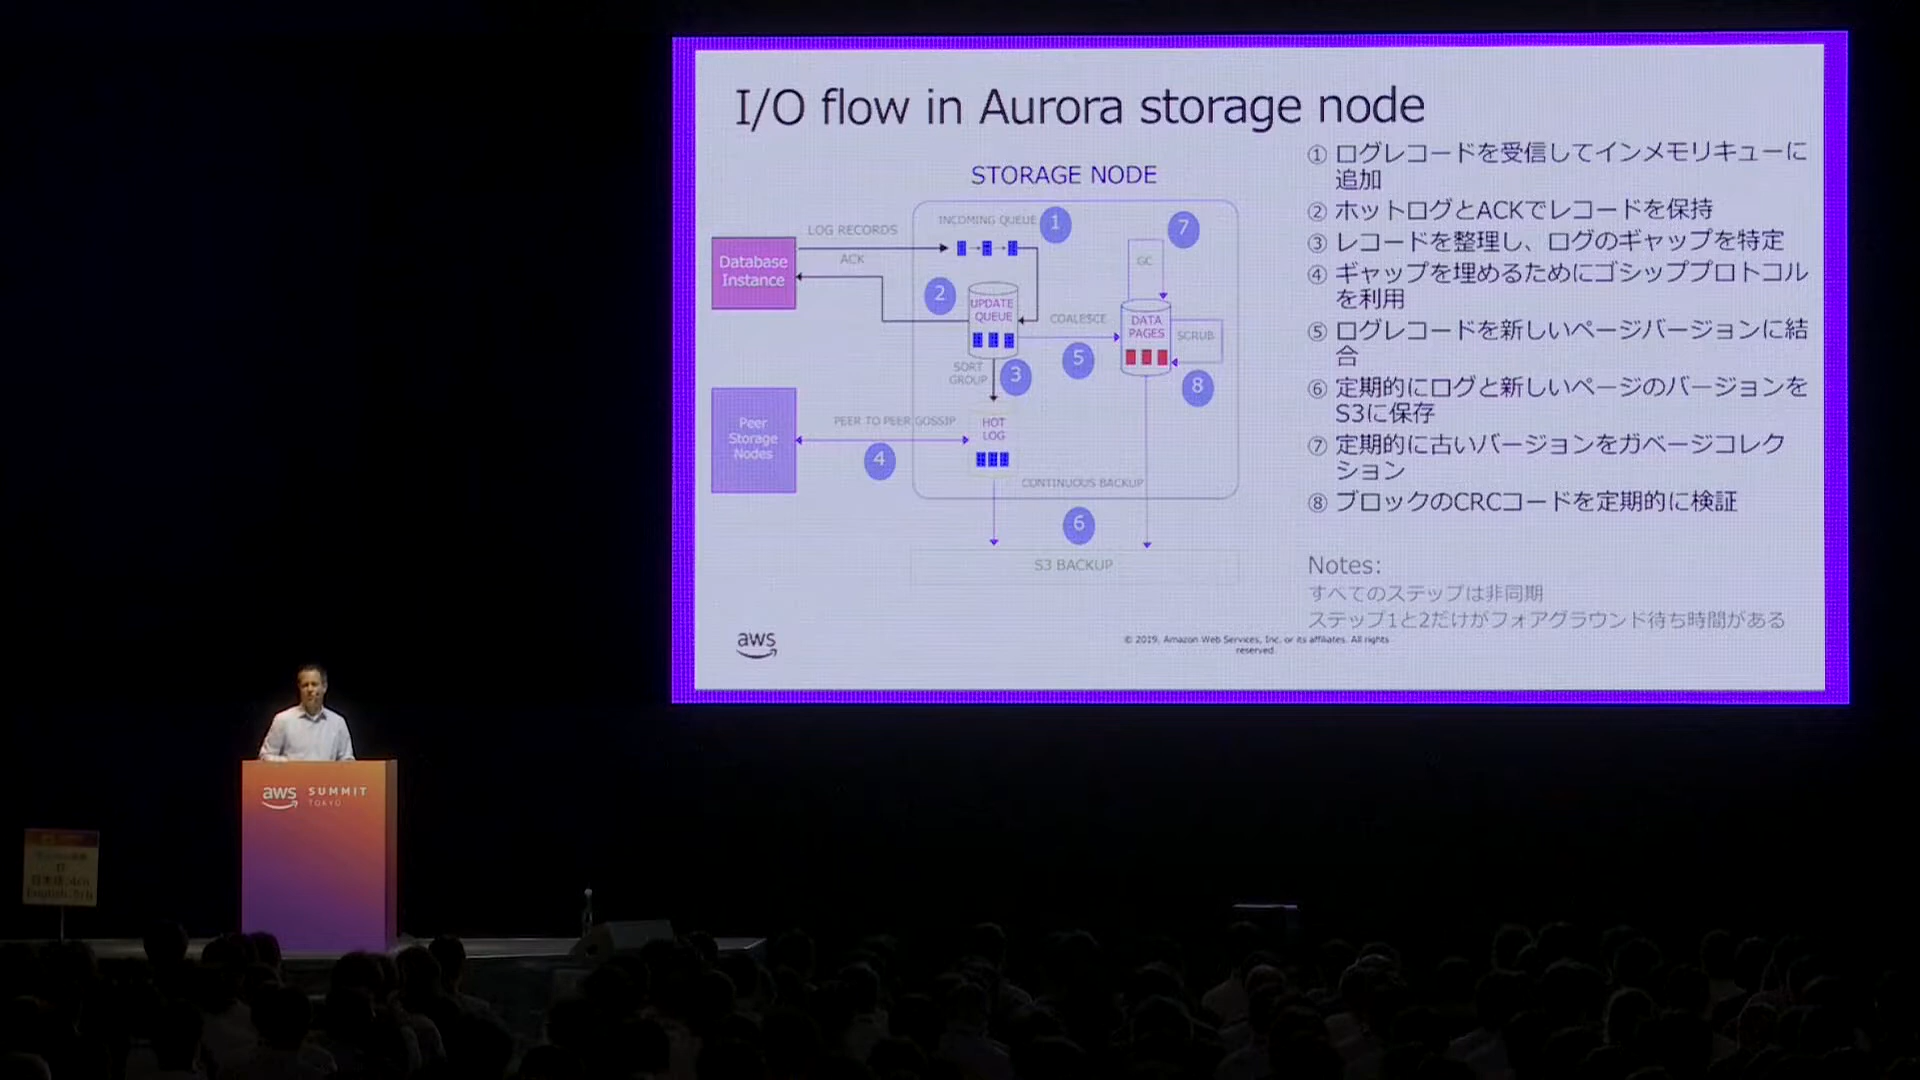 I/O flow in Aurora storage node
STORAGE NODE
LOG RECORDS
ACK
INCOMING QUEUE
1
7
GC
Database
Instance
2
UPDATE
QUEUE
COALESCE
5
DATA
PAGES
SCRUB
8
SORT
GROUP
3
Peer
Storage
Nodes
PEER TO PEER GOSSIP
4
HOT
LOG
CONTINUOUS BACKUP
6
S3 BACKUP
① ログレコードを受信してインメモリキューに
追加
② ホットログとACKでレコードを保持
③ レコードを整理し、ログのギャップを特定
④ ギャップを埋めるためにゴシッププロトコル
を利用
⑤ ログレコードを新しいページバージョンに結
合
⑥ 定期的にログと新しいページのバージョンを
S3に保存
⑦ 定期的に古いバージョンをガベージコレク
ション
⑧ ブロックのCRCコードを定期的に検証
Notes:
すべてのステップは非同期
ステップ1と2だけがフォアグラウンド待ち時間がある
aws
© 2019, Amazon Web Services, Inc. or its affiliates. All rights
reserved.
aws SUMMIT
TOKYO